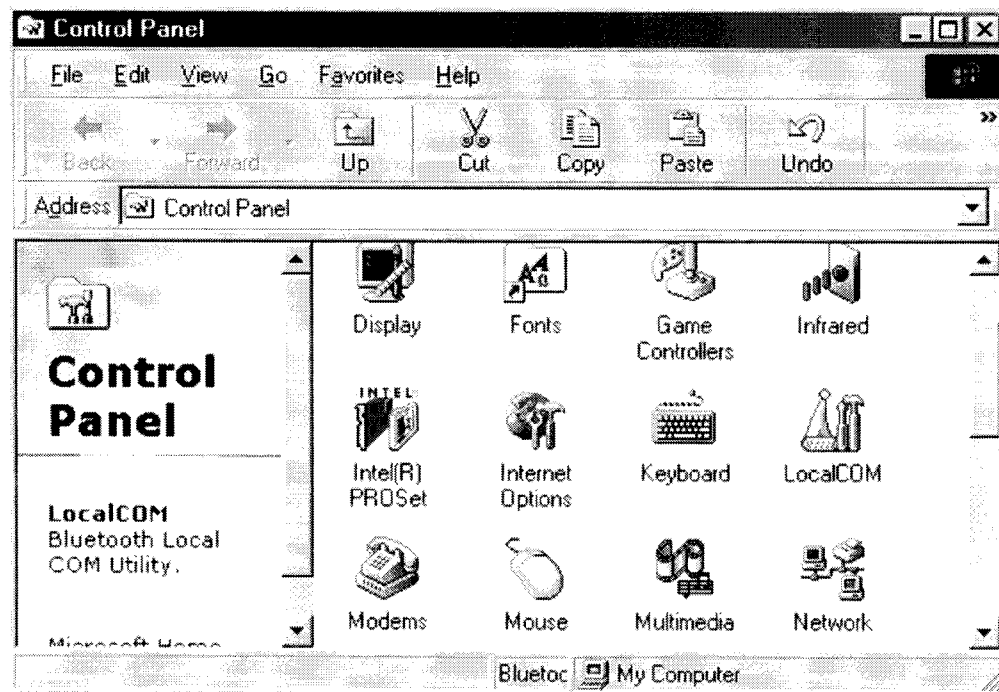 Control Panel
File Edit View Go Favorites Help
Back Forward Up Cut Copy Paste Undo »
Address Control Panel
Control
Panel
LocalCOM
Bluetooth Local
COM Utility.
Microsoft Home
Display Fonts Game
Controllers Infrared
INTEL
Intel(R)
PROSet Internet
Options Keyboard LocalCOM
Modems Mouse Multimedia Network
Bluetoc My Computer